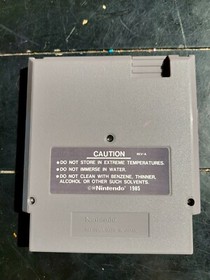 CAUTION
●DO NOT STORE IN EXTREME TEMPERATURES.
●DO NOT IMMERSE IN WATER.
●DO NOT CLEAN WITH BENZENE, THINNER,
ALCOHOL OR OTHER SUCH SOLVENTS.
©®Nintendo 1985